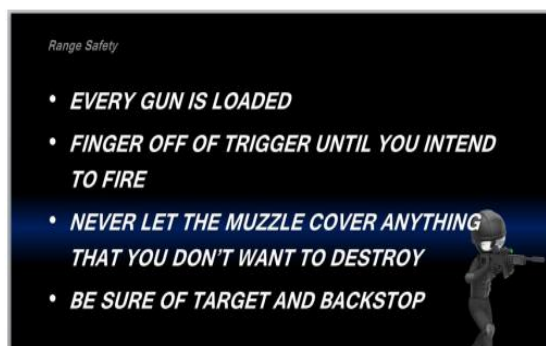 Range Safety
• EVERY GUN IS LOADED
• FINGER OFF OF TRIGGER UNTIL YOU INTEND
TO FIRE
• NEVER LET THE MUZZLE COVER ANYTHING
THAT YOU DON'T WANT TO DESTROY
• BE SURE OF TARGET AND BACKSTOP